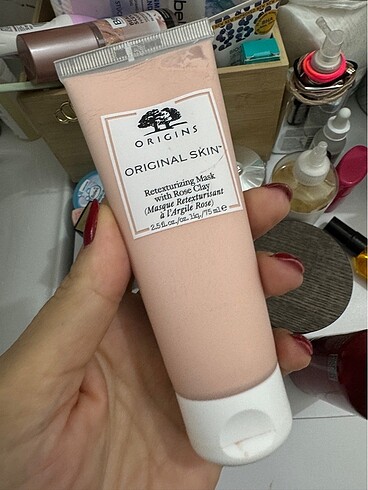 ORIGINS
ORIGINAL SKIN™
Retexturizing Mask
with Rose Clay
(Masque Retexturisant
à l'Argile Rose)
2.5 fl.oz./oz. liq./75 ml ℮